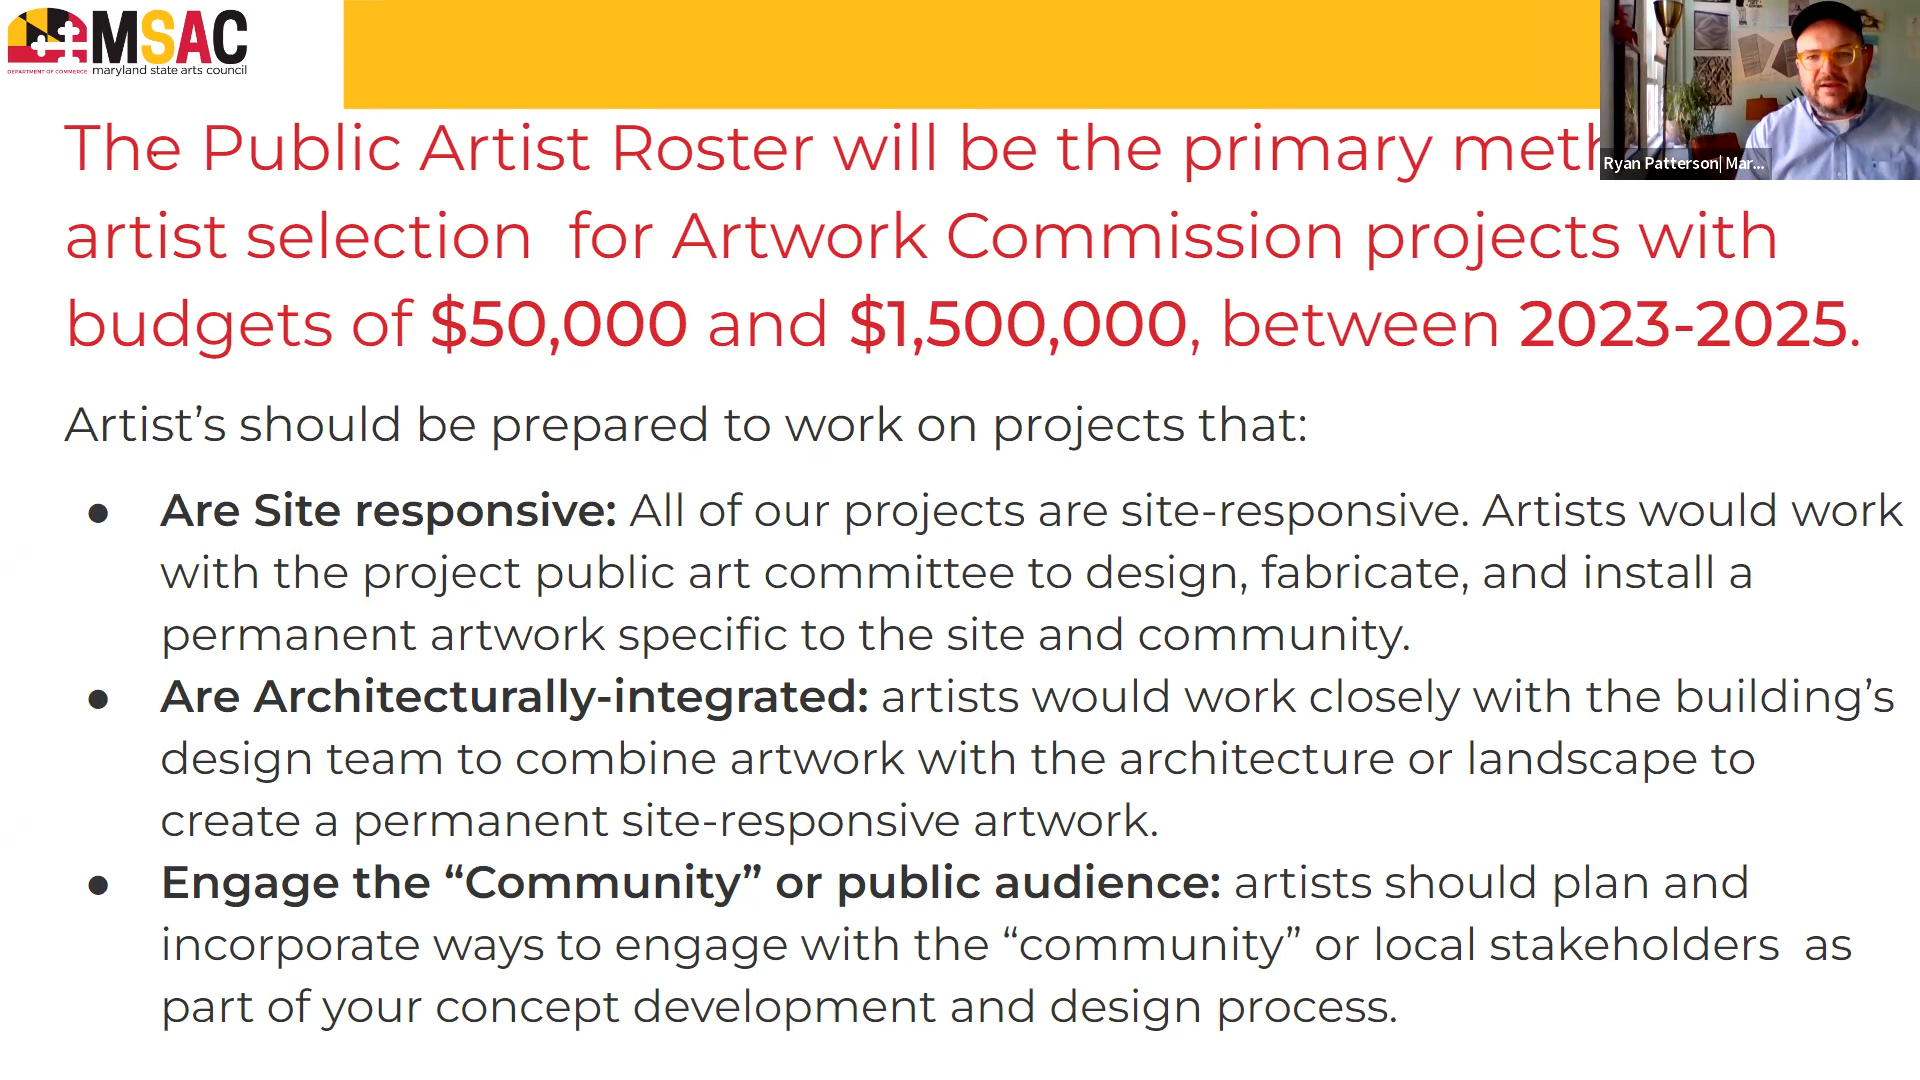 MSAC
DEPARTMENT OF COMMERCE
maryland state arts council
The Public Artist Roster will be the primary meth
Ryan Patterson| Mar...
artist selection  for Artwork Commission projects with
budgets of $50,000 and $1,500,000, between 2023-2025.
Artist’s should be prepared to work on projects that:
● Are Site responsive: All of our projects are site-responsive. Artists would work
with the project public art committee to design, fabricate, and install a
permanent artwork specific to the site and community.
● Are Architecturally-integrated: artists would work closely with the building’s
design team to combine artwork with the architecture or landscape to
create a permanent site-responsive artwork.
● Engage the “Community” or public audience: artists should plan and
incorporate ways to engage with the “community” or local stakeholders  as
part of your concept development and design process.